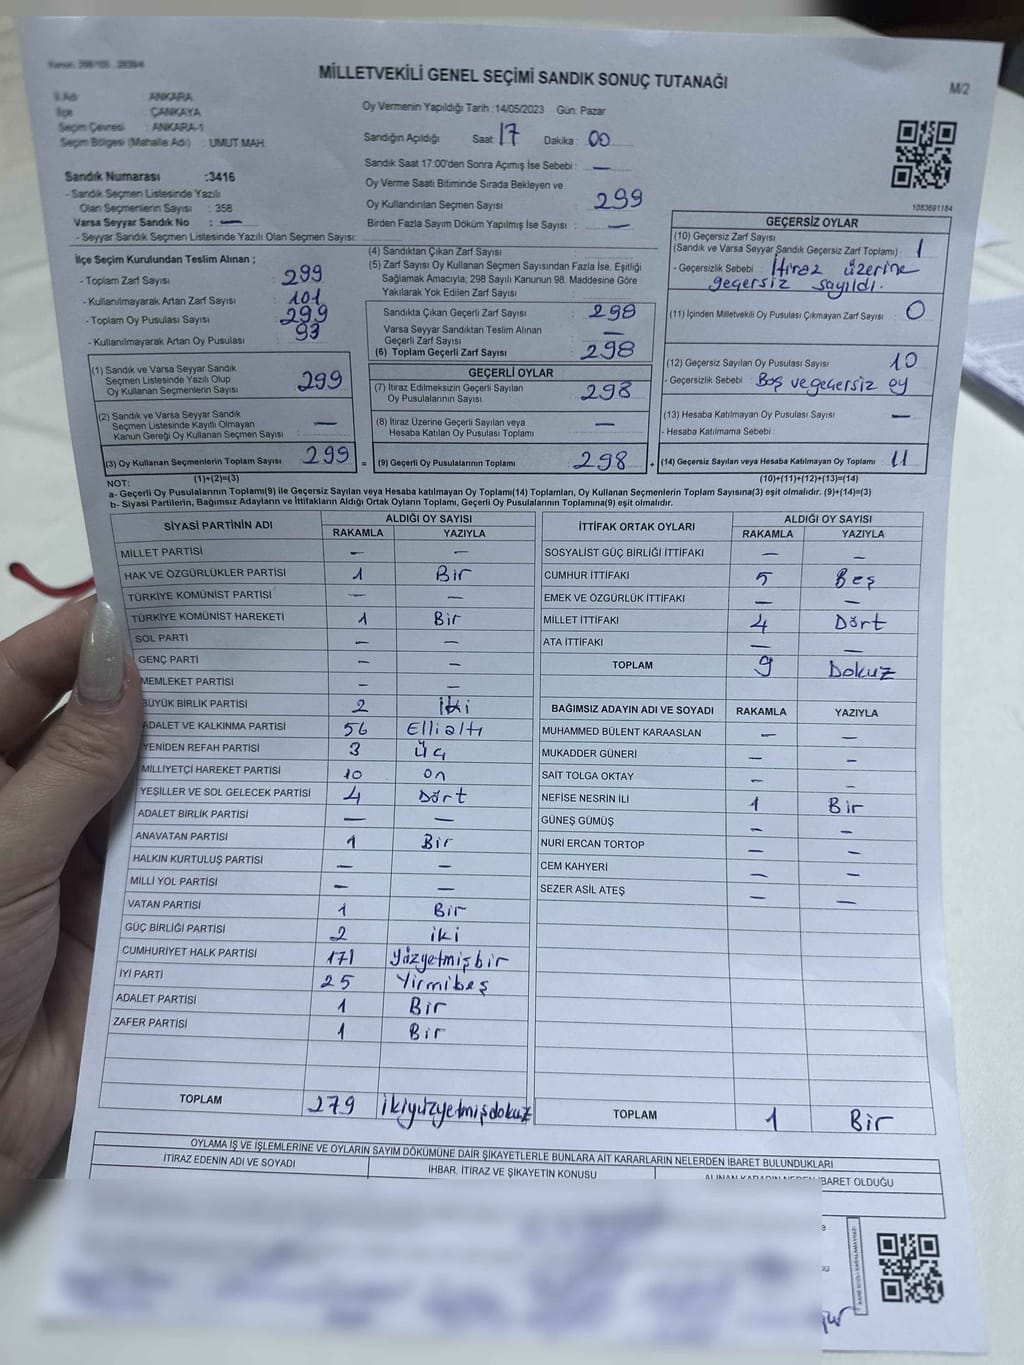 MİLLETVEKİLİ GENEL SEÇİMİ SANDIK SONUÇ TUTANAĞI
M/2
İl Adı ANKARA
İlçe ÇANKAYA
Seçim Çevresi : ANKARA-1
Seçim Bölgesi (Mahalle Adı) : UMUT MAH.
Oy Vermenin Yapıldığı Tarih :14/05/2023 Gün: Pazar
Sandığın Açıldığı Saat 17 Dakika : 00
Sandık Saat 17:00'den Sonra Açılmış İse Sebebi : —
Oy Verme Saati Bitiminde Sırada Bekleyen ve
Oy Kullandırılan Seçmen Sayısı 299
Birden Fazla Sayım Döküm Yapılmış İse Sayısı : —
Sandık Numarası :3416
- Sandık Seçmen Listesinde Yazılı
Olan Seçmenlerin Sayısı : 358
Varsa Seyyar Sandık No : —
- Seyyar Sandık Seçmen Listesinde Yazılı Olan Seçmen Sayısı:
1083691184
İlçe Seçim Kurulundan Teslim Alınan ;
- Toplam Zarf Sayısı : 299
- Kullanılmayarak Artan Zarf Sayısı : 101
- Toplam Oy Pusulası Sayısı : 299
- Kullanılmayarak Artan Oy Pusulası : 93
(1) Sandık ve Varsa Seyyar Sandık
Seçmen Listesinde Yazılı Olup
Oy Kullanan Seçmenlerin Sayısı : 299
(2) Sandık ve Varsa Seyyar Sandık
Seçmen Listesinde Kayıtlı Olmayan
Kanun Gereği Oy Kullanan Seçmen Sayısı : —
(3) Oy Kullanan Seçmenlerin Toplam Sayısı 299
(1)+(2)=(3)
(4) Sandıktan Çıkan Zarf Sayısı :
(5) Zarf Sayısı Oy Kullanan Seçmen Sayısından Fazla İse, Eşitliği
Sağlamak Amacıyla; 298 Sayılı Kanunun 98. Maddesine Göre
Yakılarak Yok Edilen Zarf Sayısı :
Sandıkta Çıkan Geçerli Zarf Sayısı : 298
Varsa Seyyar Sandıktan Teslim Alınan
Geçerli Zarf Sayısı : —
(6) Toplam Geçerli Zarf Sayısı : 298
GEÇERLİ OYLAR
(7) İtiraz Edilmeksizin Geçerli Sayılan
Oy Pusulalarının Sayısı : 298
(8) İtiraz Üzerine Geçerli Sayılan veya
Hesaba Katılan Oy Pusulası Toplamı : —
= (9) Geçerli Oy Pusulalarının Toplamı : 298
GEÇERSİZ OYLAR
(10) Geçersiz Zarf Sayısı
(Sandık ve Varsa Seyyar Sandık Geçersiz Zarf Toplamı) : 1
- Geçersizlik Sebebi : İtiraz üzerine
geçersiz sayıldı.
(11) İçinden Milletvekili Oy Pusulası Çıkmayan Zarf Sayısı : 0
(12) Geçersiz Sayılan Oy Pusulası Sayısı : 10
- Geçersizlik Sebebi : Boş ve geçersiz oy
(13) Hesaba Katılmayan Oy Pusulası Sayısı : —
- Hesaba Katılmama Sebebi :
+ (14) Geçersiz Sayılan veya Hesaba Katılmayan Oy Toplamı : 11
(10)+(11)+(12)+(13)=(14)
NOT:
a- Geçerli Oy Pusulalarının Toplamı(9) ile Geçersiz Sayılan veya Hesaba katılmayan Oy Toplamı(14) Toplamları, Oy Kullanan Seçmenlerin Toplam Sayısına(3) eşit olmalıdır. (9)+(14)=(3)
b- Siyasi Partilerin, Bağımsız Adayların ve İttifakların Aldığı Ortak Oyların Toplamı, Geçerli Oy Pusulalarının Toplamına(9) eşit olmalıdır.
SİYASİ PARTİNİN ADI ALDIĞI OY SAYISI
RAKAMLA YAZIYLA
MİLLET PARTİSİ — —
HAK VE ÖZGÜRLÜKLER PARTİSİ 1 Bir
TÜRKİYE KOMÜNİST PARTİSİ — —
TÜRKİYE KOMÜNİST HAREKETİ 1 Bir
SOL PARTİ — —
GENÇ PARTİ — —
MEMLEKET PARTİSİ — —
BÜYÜK BİRLİK PARTİSİ 2 İki
ADALET VE KALKINMA PARTİSİ 56 Ellialtı
YENİDEN REFAH PARTİSİ 3 Üç
MİLLİYETÇİ HAREKET PARTİSİ 10 on
YEŞİLLER VE SOL GELECEK PARTİSİ 4 Dört
ADALET BİRLİK PARTİSİ — —
ANAVATAN PARTİSİ 1 Bir
HALKIN KURTULUŞ PARTİSİ — —
MİLLİ YOL PARTİSİ — —
VATAN PARTİSİ 1 Bir
GÜÇ BİRLİĞİ PARTİSİ 2 iki
CUMHURİYET HALK PARTİSİ 171 Yüzyetmişbir
İYİ PARTİ 25 Yirmibeş
ADALET PARTİSİ 1 Bir
ZAFER PARTİSİ 1 Bir
TOPLAM 279 ikiyüzyetmişdokuz
İTTİFAK ORTAK OYLARI ALDIĞI OY SAYISI
RAKAMLA YAZIYLA
SOSYALİST GÜÇ BİRLİĞİ İTTİFAKI — —
CUMHUR İTTİFAKI 5 Beş
EMEK VE ÖZGÜRLÜK İTTİFAKI — —
MİLLET İTTİFAKI 4 Dört
ATA İTTİFAKI — —
TOPLAM 9 Dokuz
BAĞIMSIZ ADAYIN ADI VE SOYADI RAKAMLA YAZIYLA
MUHAMMED BÜLENT KARAASLAN — —
MUKADDER GÜNERİ — —
SAİT TOLGA OKTAY — —
NEFİSE NESRİN İLİ 1 Bir
GÜNEŞ GÜMÜŞ — —
NURİ ERCAN TORTOP — —
CEM KAHYERİ — —
SEZER ASİL ATEŞ — —
TOPLAM 1 Bir
OYLAMA İŞ VE İŞLEMLERİNE VE OYLARIN SAYIM DÖKÜMÜNE DAİR ŞİKAYETLERLE BUNLARA AİT KARARLARIN NELERDEN İBARET BULUNDUKLARI
İTİRAZ EDENİN ADI VE SOYADI İHBAR, İTİRAZ VE ŞİKAYETİN KONUSU ALINAN KARARIN NEDEN İBARET OLDUĞU